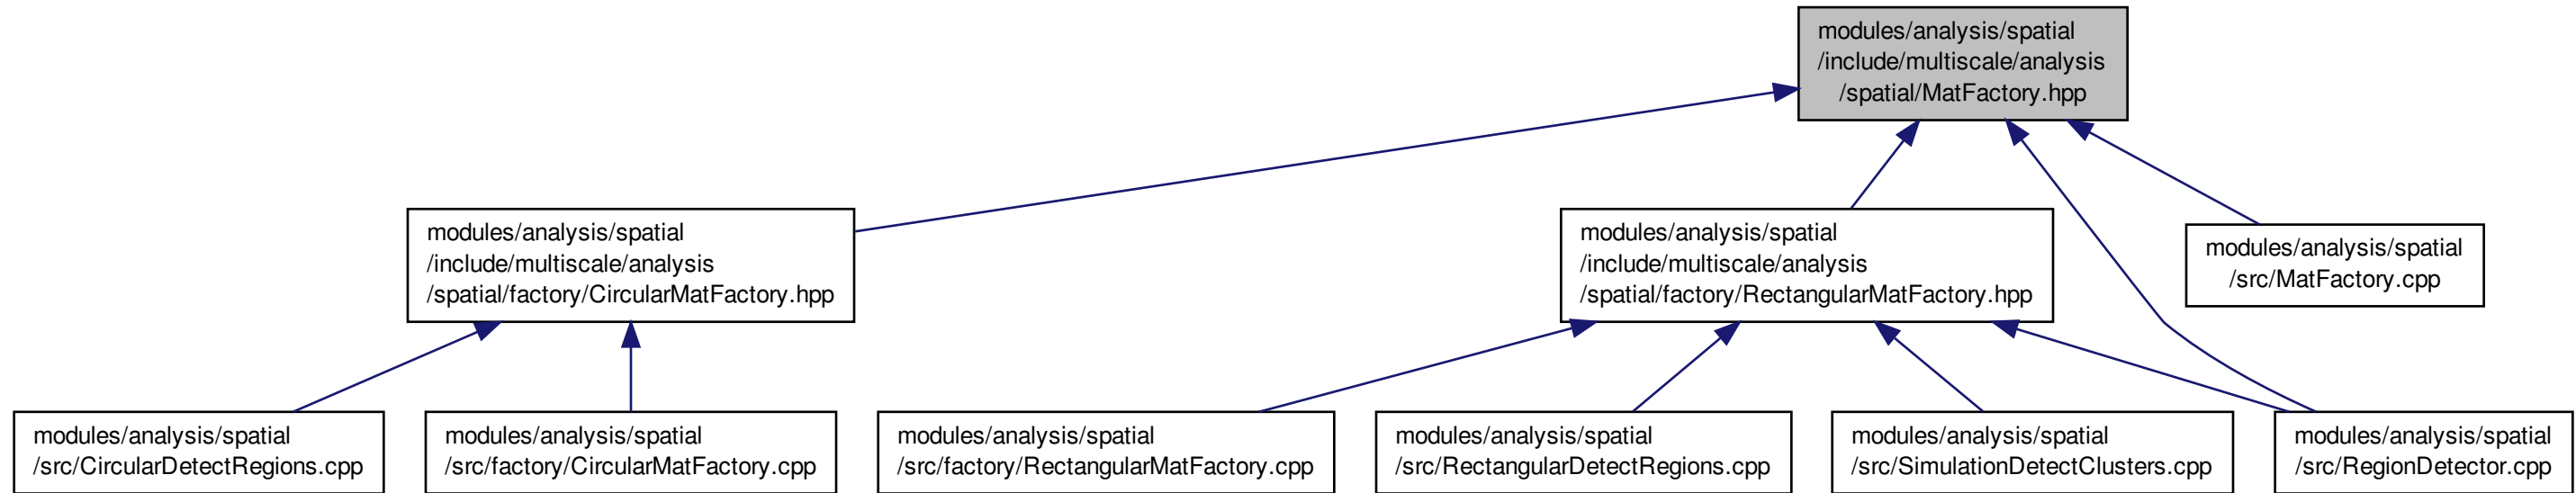 modules/analysis/spatial
/include/multiscale/analysis
/spatial/MatFactory.hpp
modules/analysis/spatial
/include/multiscale/analysis
/spatial/factory/CircularMatFactory.hpp
modules/analysis/spatial
/include/multiscale/analysis
/spatial/factory/RectangularMatFactory.hpp
modules/analysis/spatial
/src/MatFactory.cpp
modules/analysis/spatial
/src/CircularDetectRegions.cpp
modules/analysis/spatial
/src/factory/CircularMatFactory.cpp
modules/analysis/spatial
/src/factory/RectangularMatFactory.cpp
modules/analysis/spatial
/src/RectangularDetectRegions.cpp
modules/analysis/spatial
/src/SimulationDetectClusters.cpp
modules/analysis/spatial
/src/RegionDetector.cpp